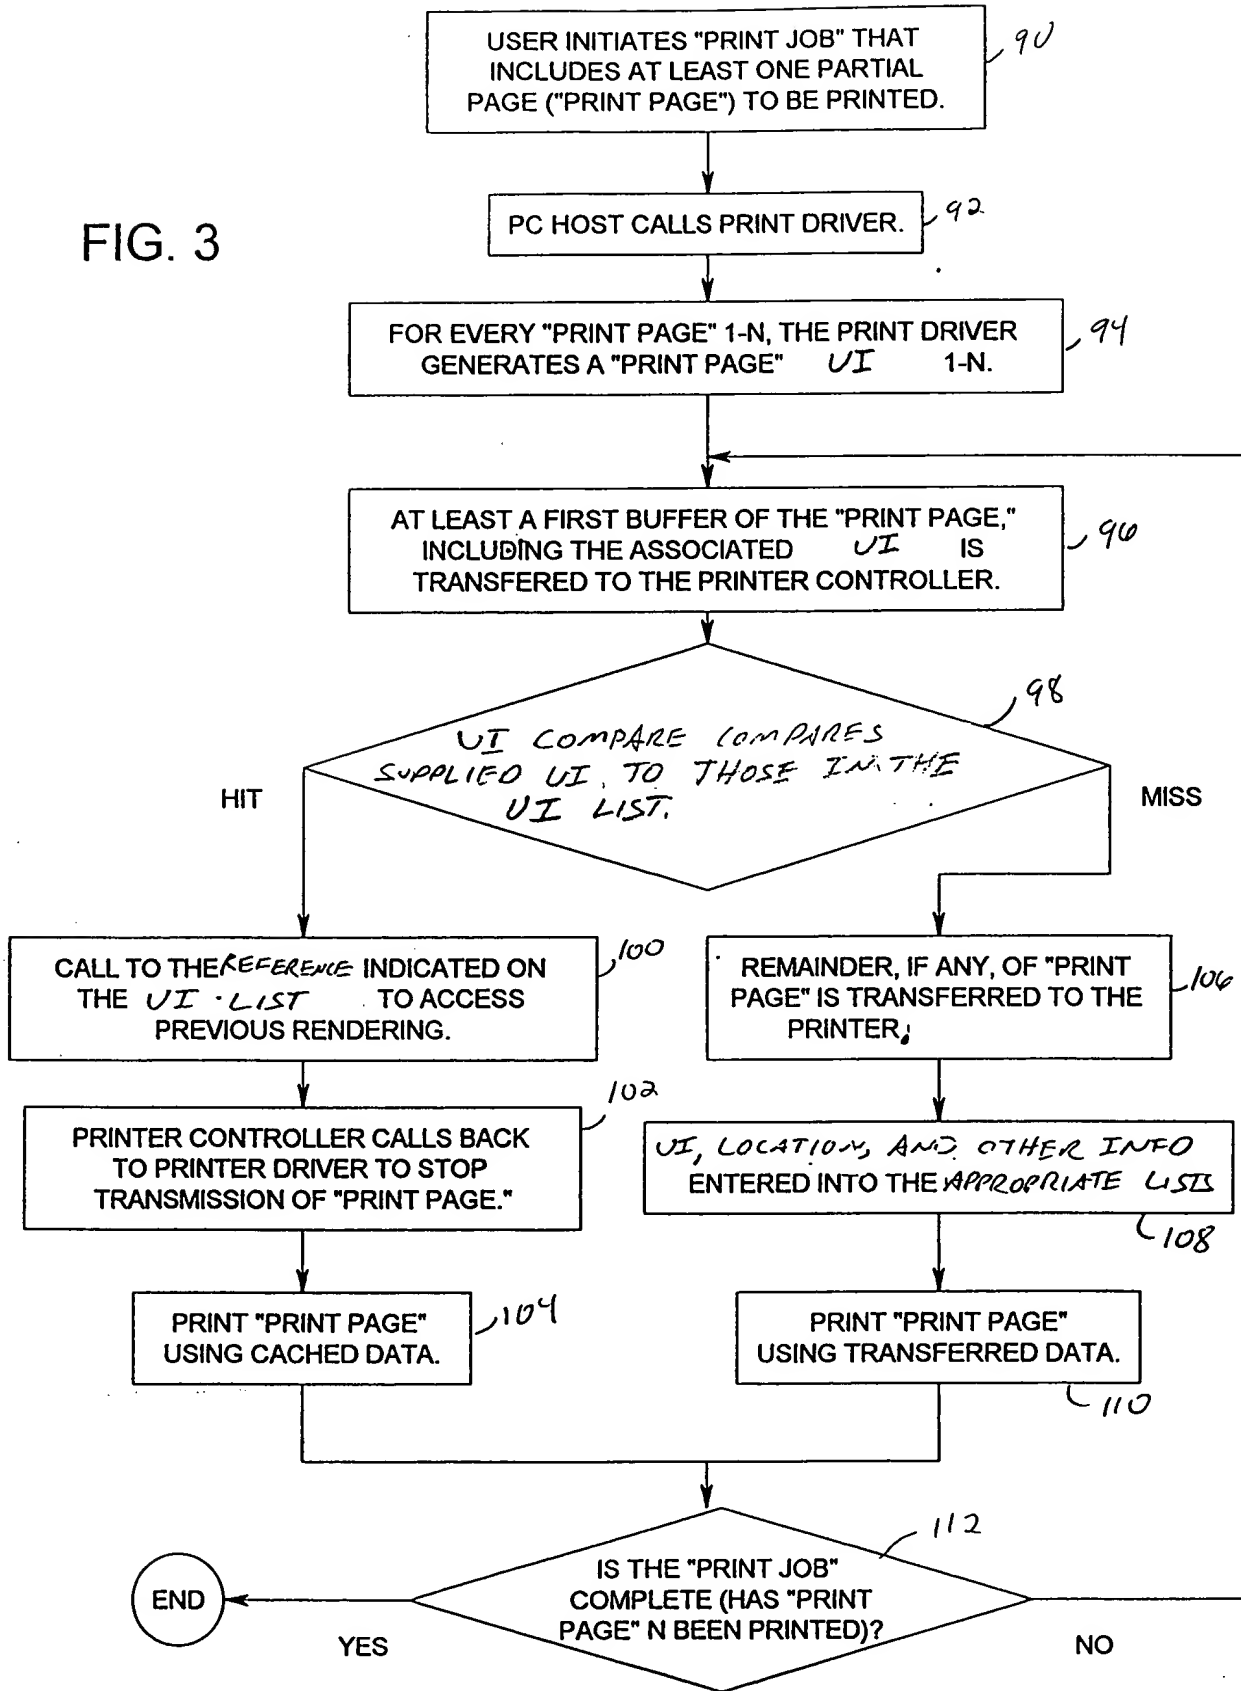 USER INITIATES "PRINT JOB" THAT
INCLUDES AT LEAST ONE PARTIAL
PAGE ("PRINT PAGE") TO BE PRINTED.
90
FIG. 3
PC HOST CALLS PRINT DRIVER.
92
FOR EVERY "PRINT PAGE" 1-N, THE PRINT DRIVER
GENERATES A "PRINT PAGE" UI 1-N.
94
AT LEAST A FIRST BUFFER OF THE "PRINT PAGE,"
INCLUDING THE ASSOCIATED UI IS
TRANSFERED TO THE PRINTER CONTROLLER.
96
UI COMPARE COMPARES
SUPPLIED UI, TO THOSE IN THE
UI LIST.
98
HIT
MISS
CALL TO THE REFERENCE INDICATED ON
THE UI LIST TO ACCESS
PREVIOUS RENDERING.
100
REMAINDER, IF ANY, OF "PRINT
PAGE" IS TRANSFERRED TO THE
PRINTER.
106
PRINTER CONTROLLER CALLS BACK
TO PRINTER DRIVER TO STOP
TRANSMISSION OF "PRINT PAGE."
102
UI, LOCATION, AND OTHER INFO
ENTERED INTO THE APPROPRIATE LISTS
108
PRINT "PRINT PAGE"
USING CACHED DATA.
104
PRINT "PRINT PAGE"
USING TRANSFERRED DATA.
110
IS THE "PRINT JOB"
COMPLETE (HAS "PRINT
PAGE" N BEEN PRINTED)?
112
END
YES
NO